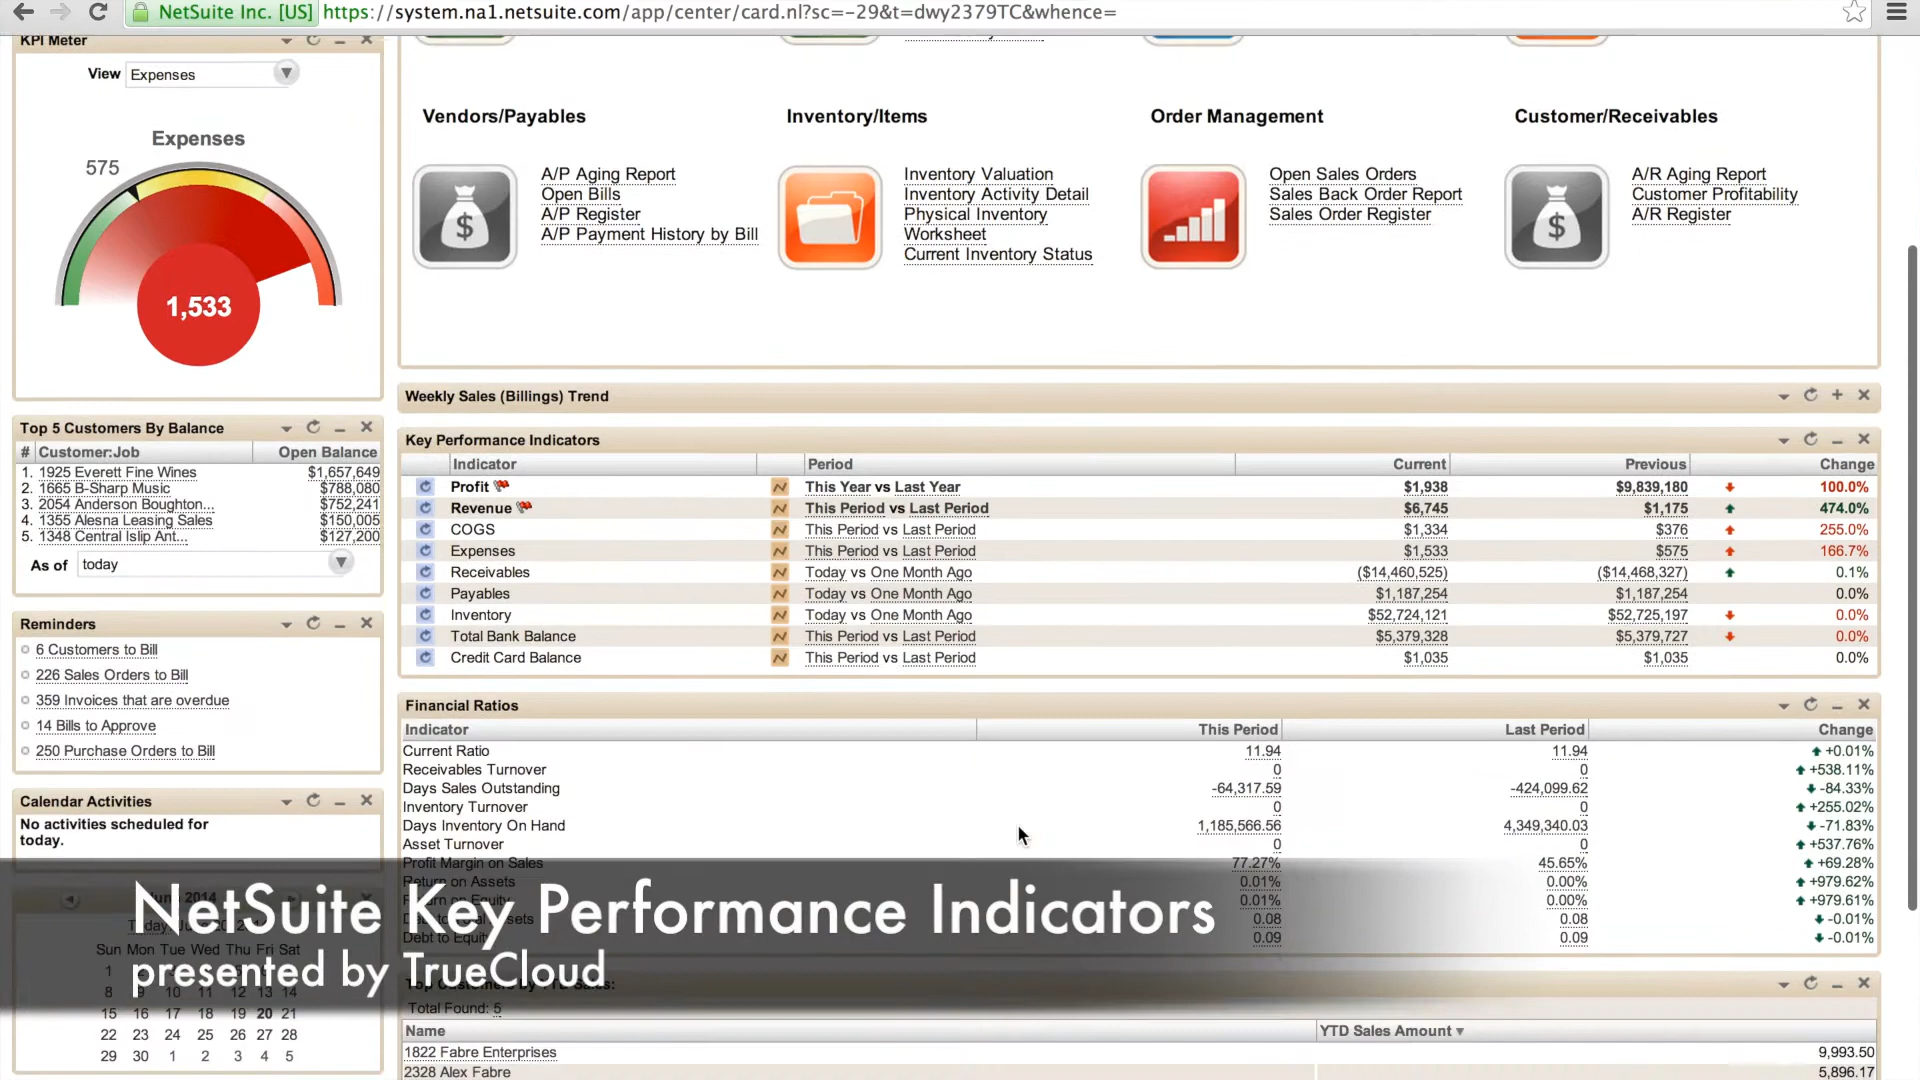 NetSuite Inc. [US] https://system.na1.netsuite.com/app/center/card.nl?sc=-29&t=dwy2379TC&whence=
KPI Meter
View Expenses
Expenses
575
1,533
Vendors/Payables
A/P Aging Report
Open Bills
A/P Register
A/P Payment History by Bill
Inventory/Items
Inventory Valuation
Inventory Activity Detail
Physical Inventory
Worksheet
Current Inventory Status
Order Management
Open Sales Orders
Sales Back Order Report
Sales Order Register
Customer/Receivables
A/R Aging Report
Customer Profitability
A/R Register
Top 5 Customers By Balance
# Customer:Job Open Balance
1. 1925 Everett Fine Wines $1,657,649
2. 1665 B-Sharp Music $788,080
3. 2054 Anderson Boughton... $752,241
4. 1355 Alesna Leasing Sales $150,005
5. 1348 Central Islip Ant... $127,200
As of today
Reminders
6 Customers to Bill
226 Sales Orders to Bill
359 Invoices that are overdue
14 Bills to Approve
250 Purchase Orders to Bill
Calendar Activities
No activities scheduled for
today.
Weekly Sales (Billings) Trend
Key Performance Indicators
Indicator Period Current Previous Change
Profit This Year vs Last Year $1,938 $9,839,180 100.0%
Revenue This Period vs Last Period $6,745 $1,175 474.0%
COGS This Period vs Last Period $1,334 $376 255.0%
Expenses This Period vs Last Period $1,533 $575 166.7%
Receivables Today vs One Month Ago ($14,460,525) ($14,468,327) 0.1%
Payables Today vs One Month Ago $1,187,254 $1,187,254 0.0%
Inventory Today vs One Month Ago $52,724,121 $52,725,197 0.0%
Total Bank Balance This Period vs Last Period $5,379,328 $5,379,727 0.0%
Credit Card Balance This Period vs Last Period $1,035 $1,035 0.0%
Financial Ratios
Indicator This Period Last Period Change
Current Ratio 11.94 11.94 +0.01%
Receivables Turnover 0 0 +538.11%
Days Sales Outstanding -64,317.59 -424,099.62 -84.33%
Inventory Turnover 0 0 +255.02%
Days Inventory On Hand 1,185,566.56 4,349,340.03 -71.83%
Asset Turnover 0 0 +537.76%
Profit Margin on Sales 77.27% 45.65% +69.28%
Return on Assets 0.01% 0.00% +979.62%
Return on Equity 0.01% 0.00% +979.61%
0.08 0.08 -0.01%
Debt to Equity 0.09 0.09 -0.01%
NetSuite Key Performance Indicators
presented by TrueCloud
2014
Sun Mon Tue Wed Thu Fri Sat
1
8 9 10 11 12 13 14
15 16 17 18 19 20 21
22 23 24 25 26 27 28
29 30 1 2 3 4 5
Total Found: 5
Name YTD Sales Amount
1822 Fabre Enterprises 9,993.50
2328 Alex Fabre 5,896.17